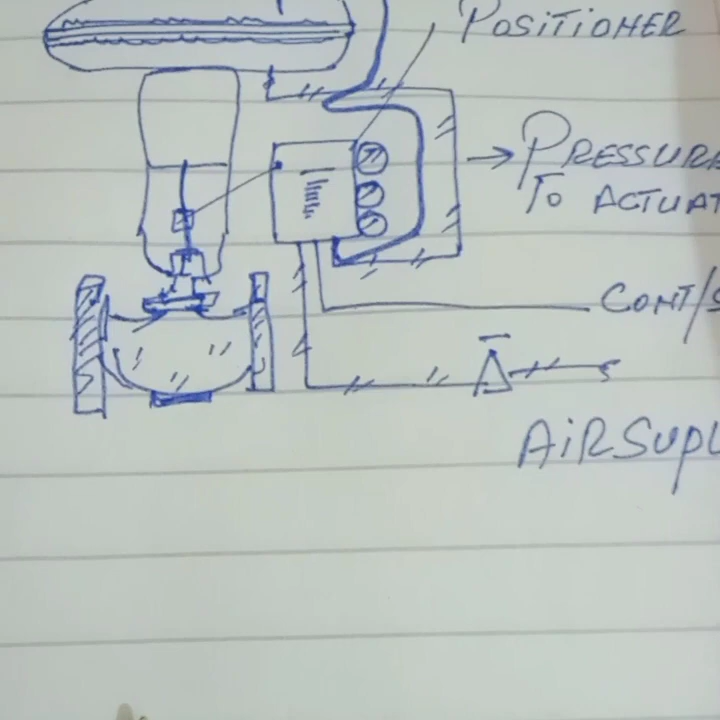 POSITIONER
PRESSURE
TO ACTUAT
CONT/S
AIR SUPL